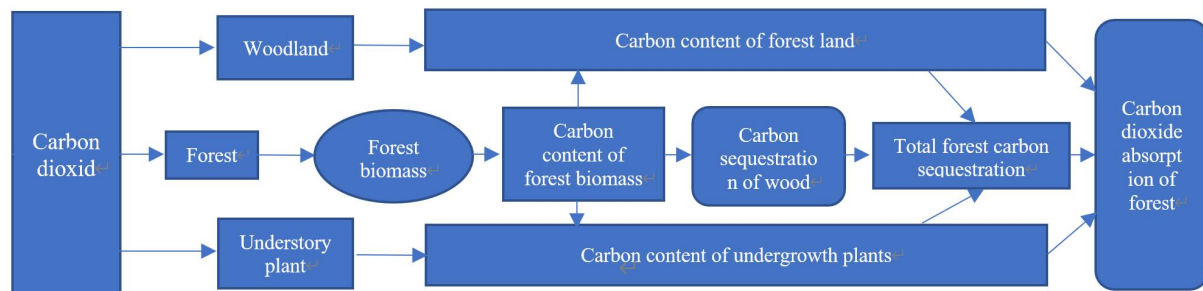 Woodland↵
Carbon content of forest land↵
Carbon
dioxid↵
Forest↵
Forest
biomass↵
Carbon
content of
forest biomass↵
Carbon
sequestratio
n of wood↵
Total forest carbon
sequestration↵
Carbon
dioxide
absorpt
ion of
forest↵
Understory
plant↵
Carbon content of undergrowth plants↵
↵